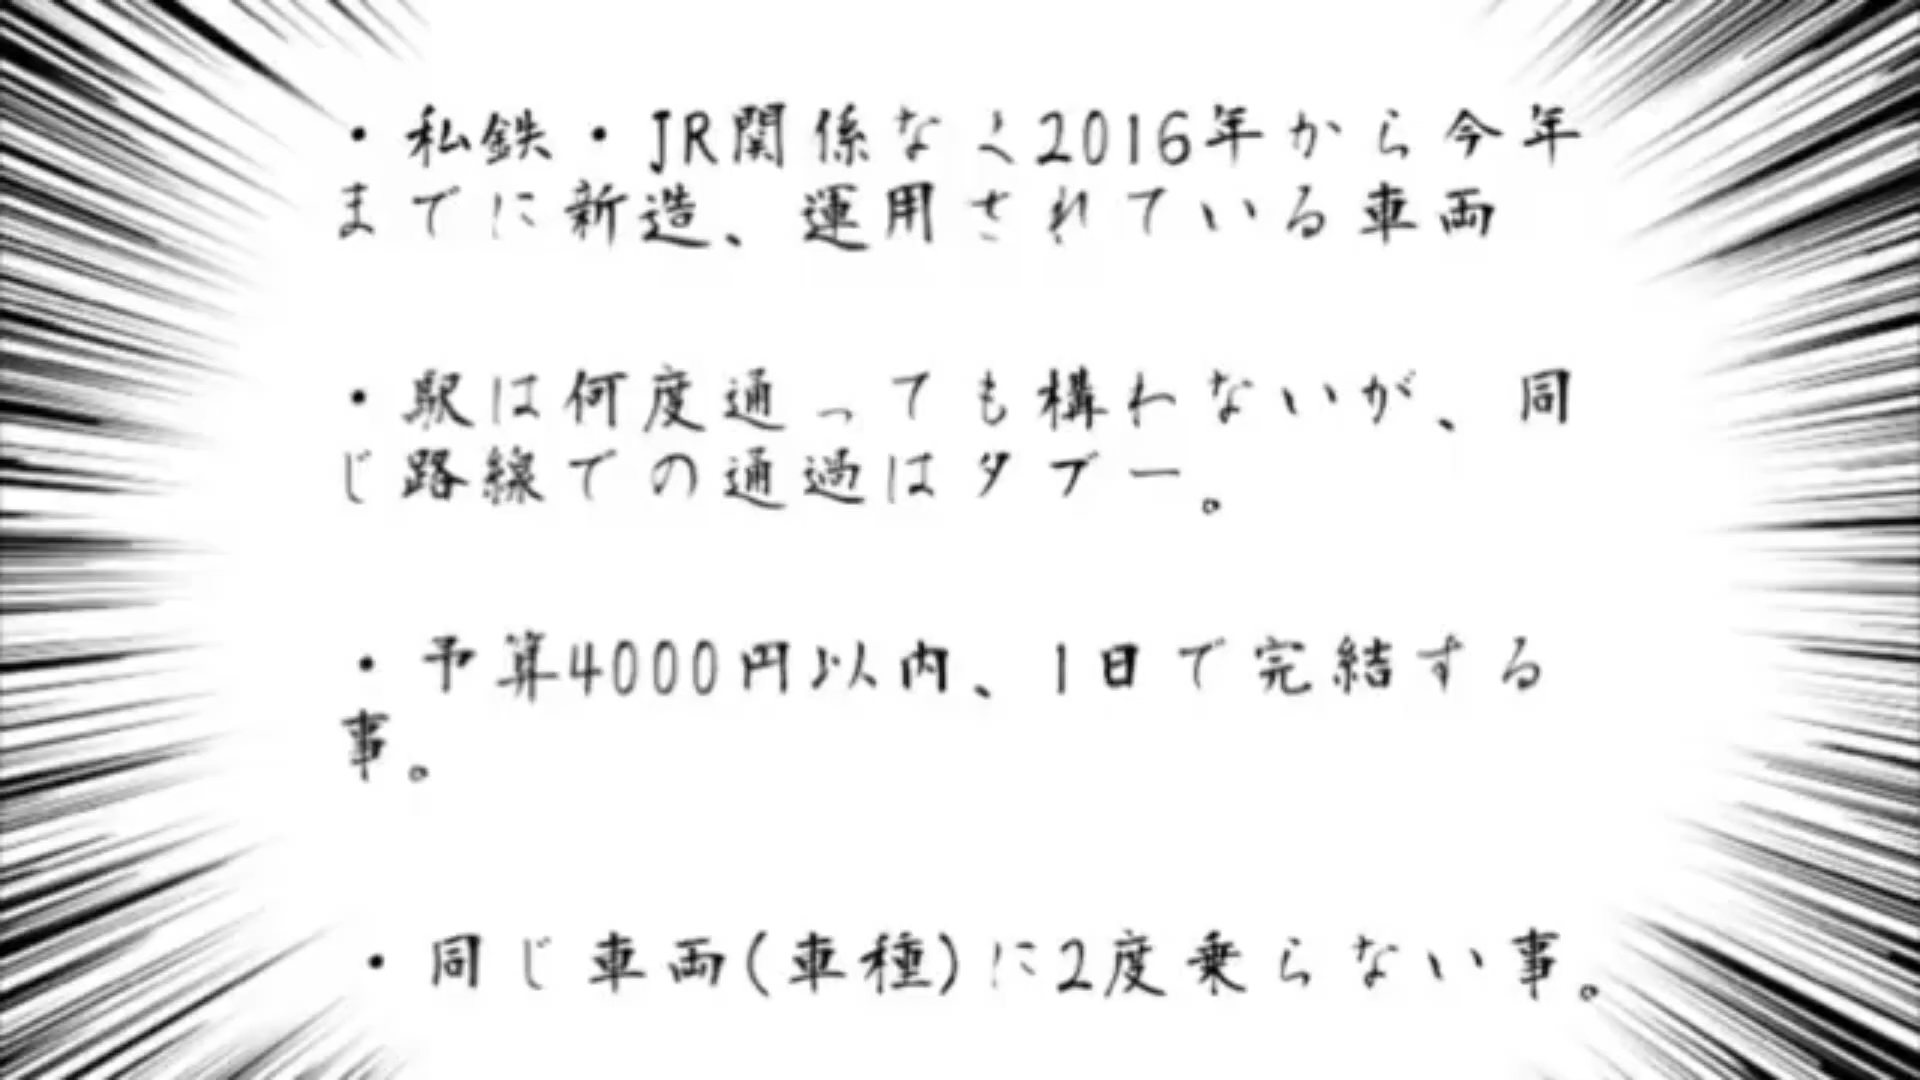 ・私鉄・JR関係なく2016年から今年
までに新造、運用されている車両
・駅は何度通っても構わないが、同
じ路線での通過はタブー。
・予算4000円以内、1日で完結する
事。
・同じ車両(車種)に2度乗らない事。